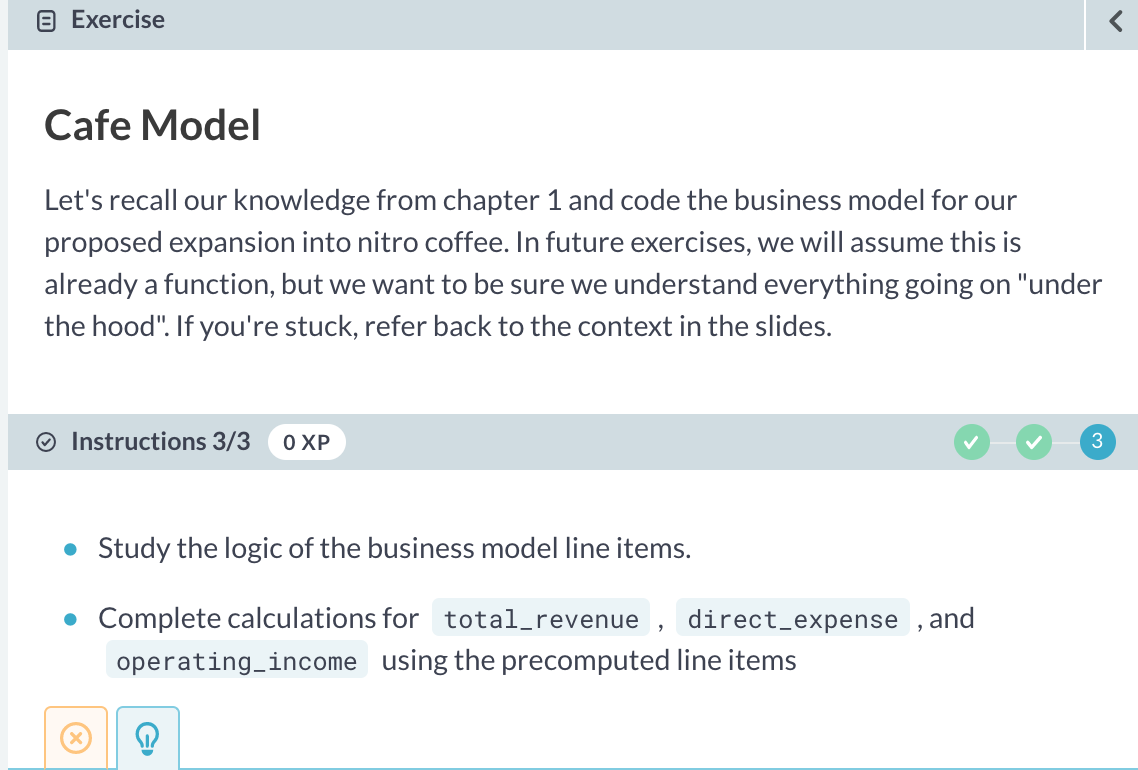 Exercise
Cafe Model
Let's recall our knowledge from chapter 1 and code the business model for our
proposed expansion into nitro coffee. In future exercises, we will assume this is
already a function, but we want to be sure we understand everything going on "under
the hood". If you're stuck, refer back to the context in the slides.
Instructions 3/3 0 XP 3
Study the logic of the business model line items.
Complete calculations for total_revenue , direct_expense , and
operating_income using the precomputed line items